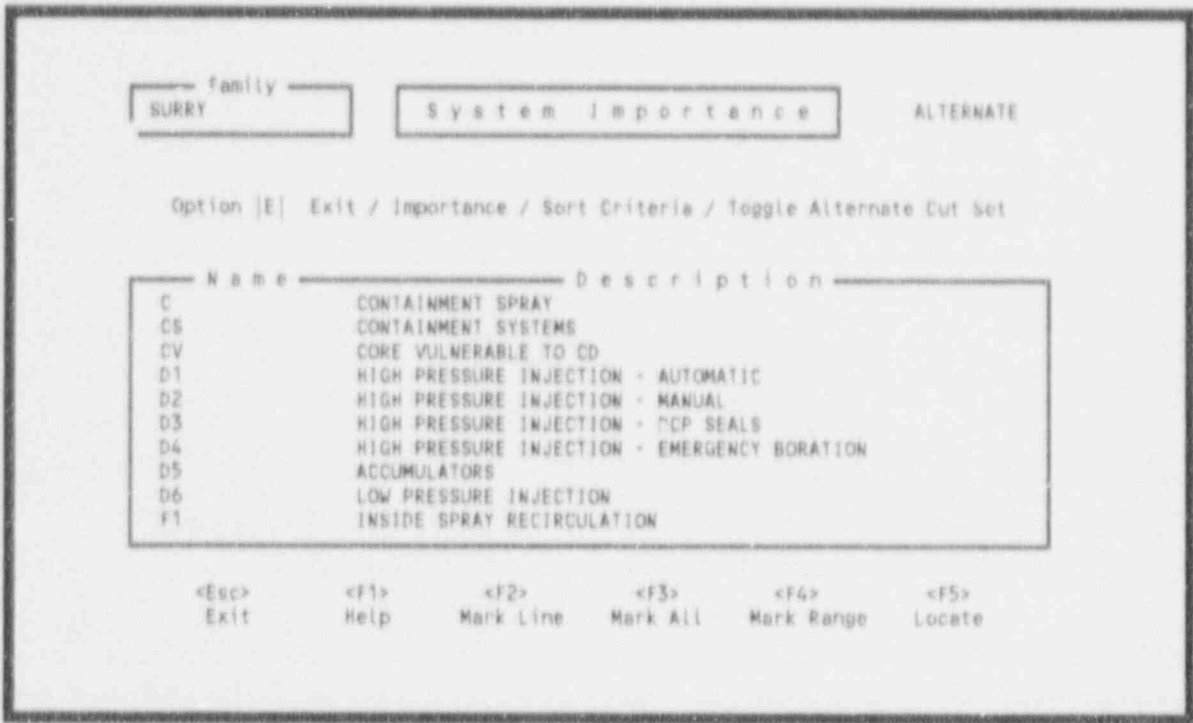 Family
SURRY
System Importance
ALTERNATE
Option |E| Exit / Importance / Sort Criteria / Toggle Alternate Cut Set
Name Description
C CONTAINMENT SPRAY
CS CONTAINMENT SYSTEMS
CV CORE VULNERABLE TO CD
D1 HIGH PRESSURE INJECTION - AUTOMATIC
D2 HIGH PRESSURE INJECTION - MANUAL
D3 HIGH PRESSURE INJECTION - SEALS
D4 HIGH PRESSURE INJECTION - EMERGENCY BORATION
D5 ACCUMULATORS
D6 LOW PRESSURE INJECTION
F1 INSIDE SPRAY RECIRCULATION
<Esc> <F1> <F2> <F3> <F4> <F5>
Exit Help Mark Line Mark All Mark Range Locate